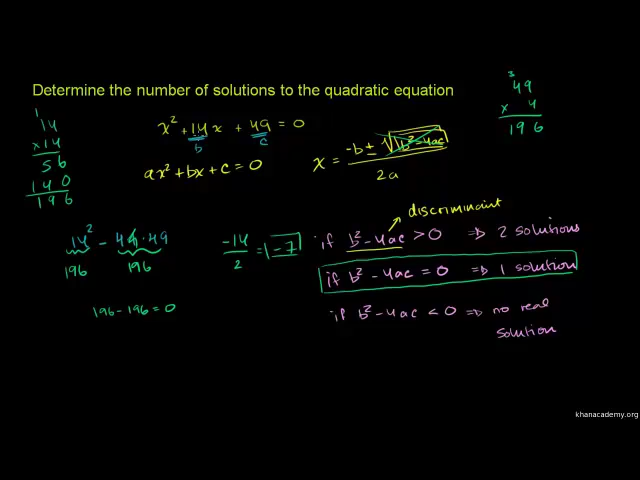 Determine the number of solutions to the quadratic equation
x² + 14x + 49 = 0
b c
ax² + bx + c = 0
x = -b ± √b² - 4ac
2a
1
14
x 14
56
140
196
3
49
x 4
196
discriminant
14² - 4·1·49
196 196
196 - 196 = 0
-14/2 = -7
if b² - 4ac > 0 ⇒ 2 solutions
if b² - 4ac = 0 ⇒ 1 solution
if b² - 4ac < 0 ⇒ no real
solution
khanacademy.org